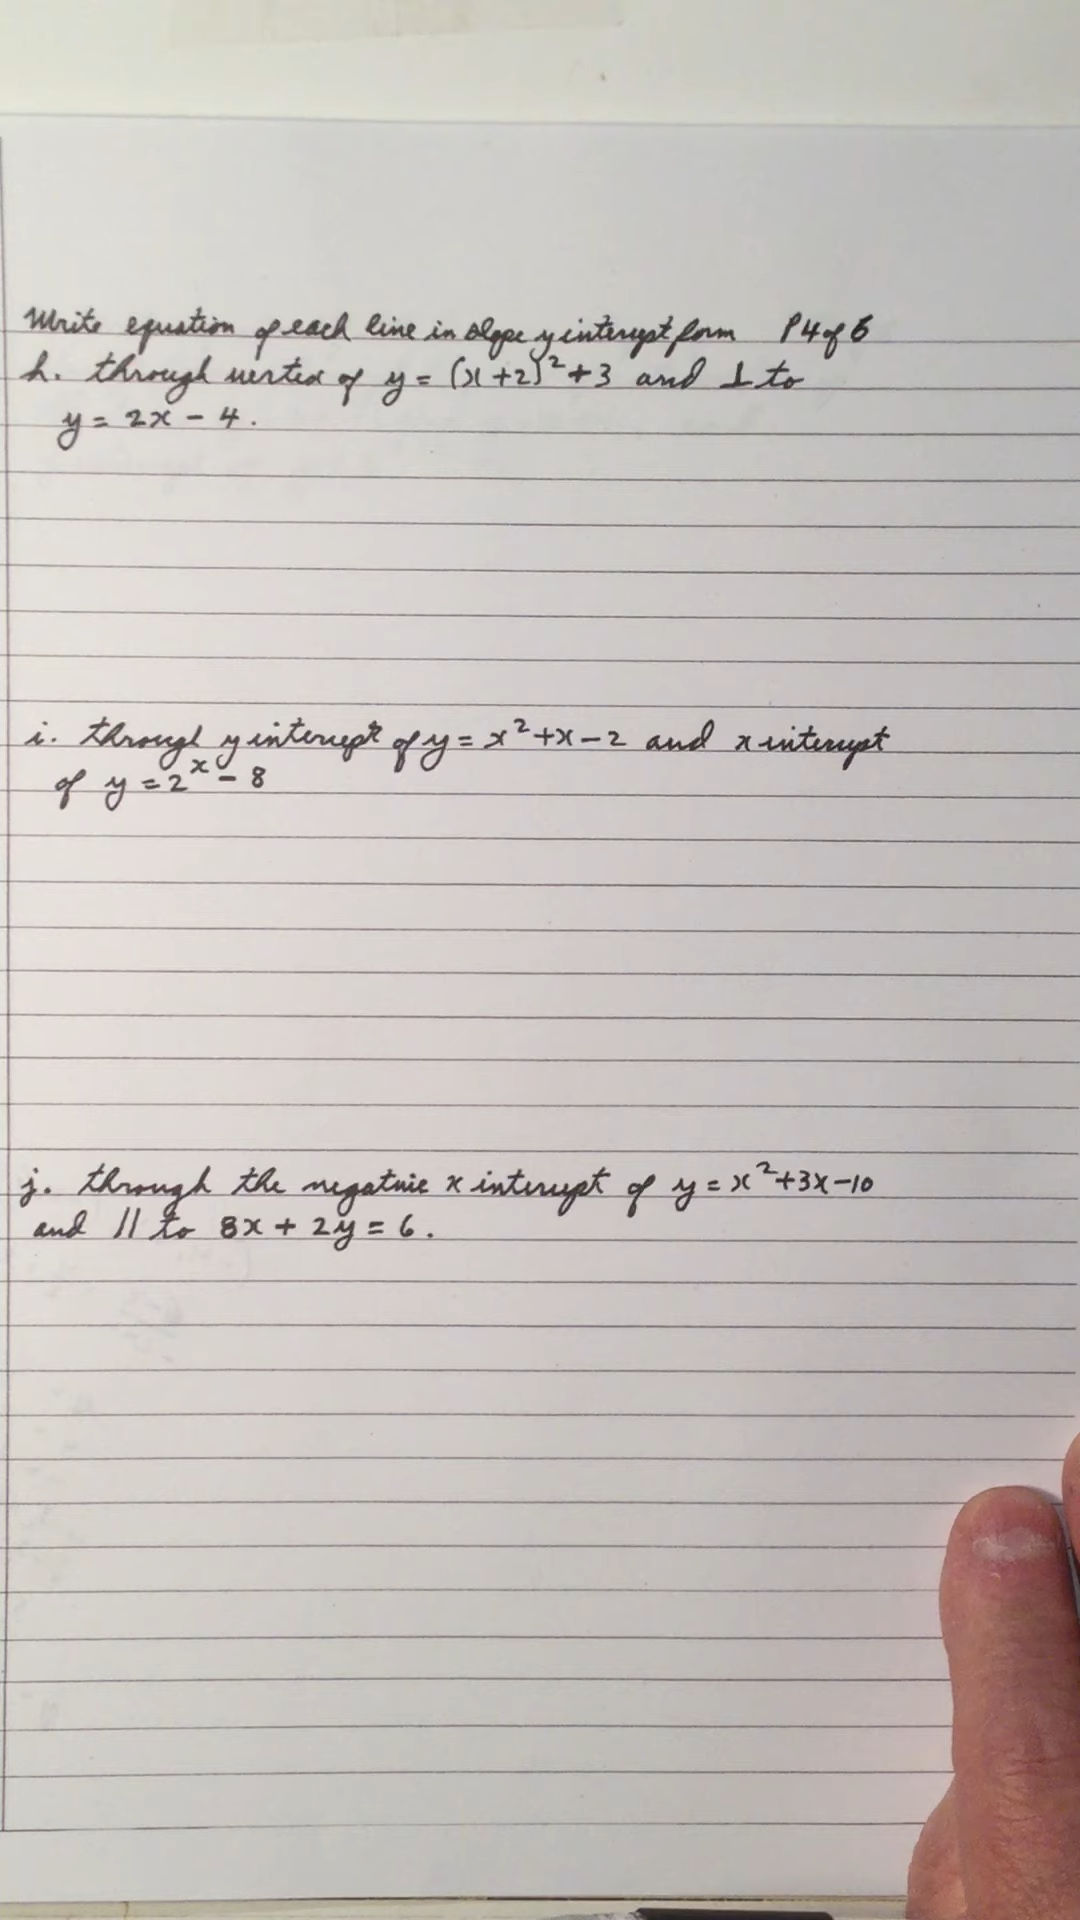 Write equation of each line in slope y intercept form P4 of 6
h. through vertex of y = (x+2)² + 3 and ⊥ to
y = 2x - 4.
i. through y intercept of y = x² + x - 2 and x intercept
of y = 2ˣ - 8
j. through the negative x intercept of y = x² + 3x - 10
and // to 8x + 2y = 6.